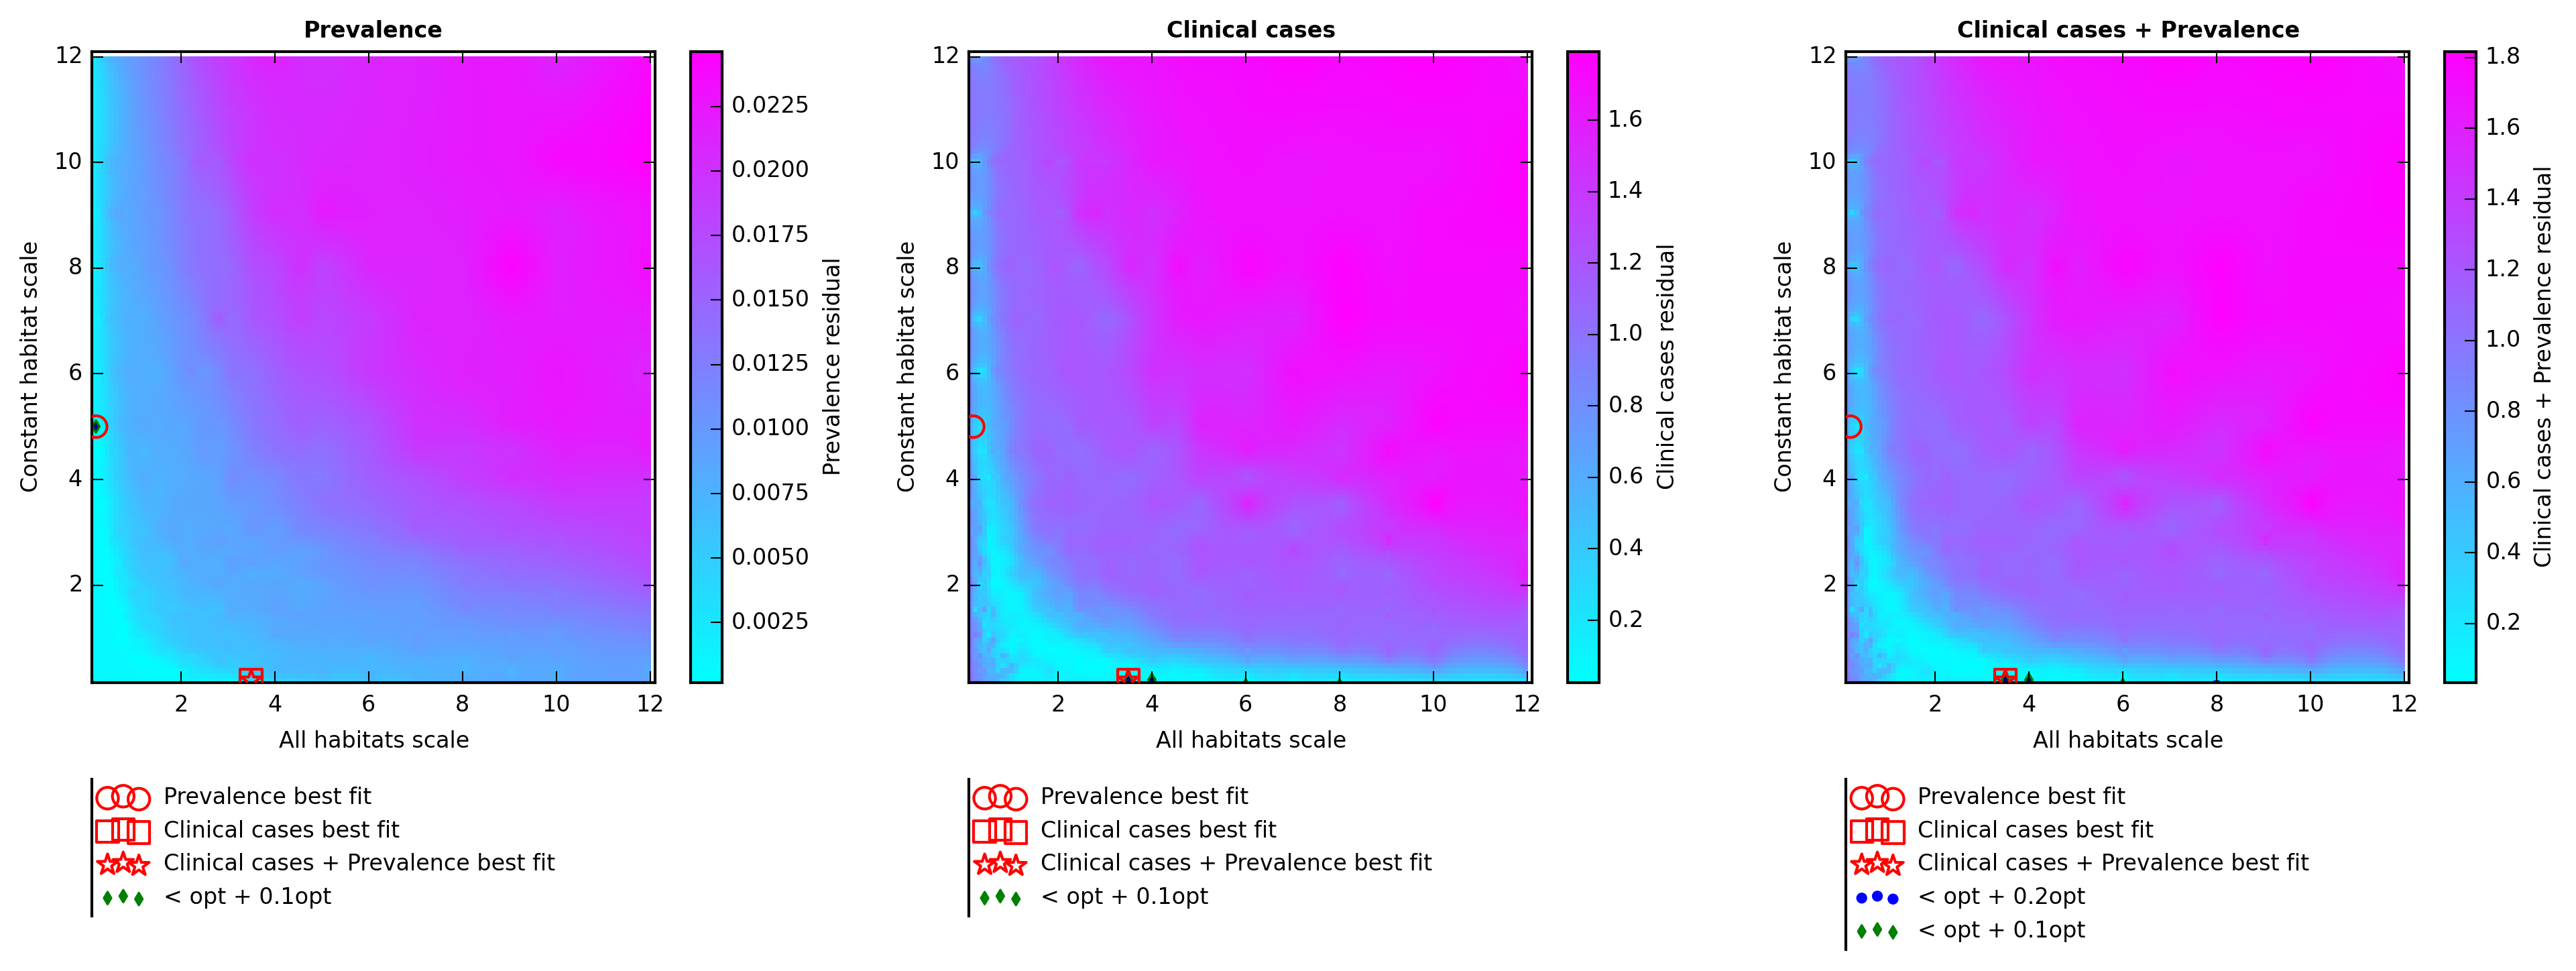 Prevalence
12
10
8
6
4
2
2 4 6 8 10 12
Constant habitat scale
All habitats scale
0.0225
0.0200
0.0175
0.0150
0.0125
0.0100
0.0075
0.0050
0.0025
Prevalence residual
Prevalence best fit
Clinical cases best fit
Clinical cases + Prevalence best fit
< opt + 0.1opt
Clinical cases
12
10
8
6
4
2
2 4 6 8 10 12
Constant habitat scale
All habitats scale
1.6
1.4
1.2
1.0
0.8
0.6
0.4
0.2
Clinical cases residual
Prevalence best fit
Clinical cases best fit
Clinical cases + Prevalence best fit
< opt + 0.1opt
Clinical cases + Prevalence
12
10
8
6
4
2
2 4 6 8 10 12
Constant habitat scale
All habitats scale
1.8
1.6
1.4
1.2
1.0
0.8
0.6
0.4
0.2
Clinical cases + Prevalence residual
Prevalence best fit
Clinical cases best fit
Clinical cases + Prevalence best fit
< opt + 0.2opt
< opt + 0.1opt